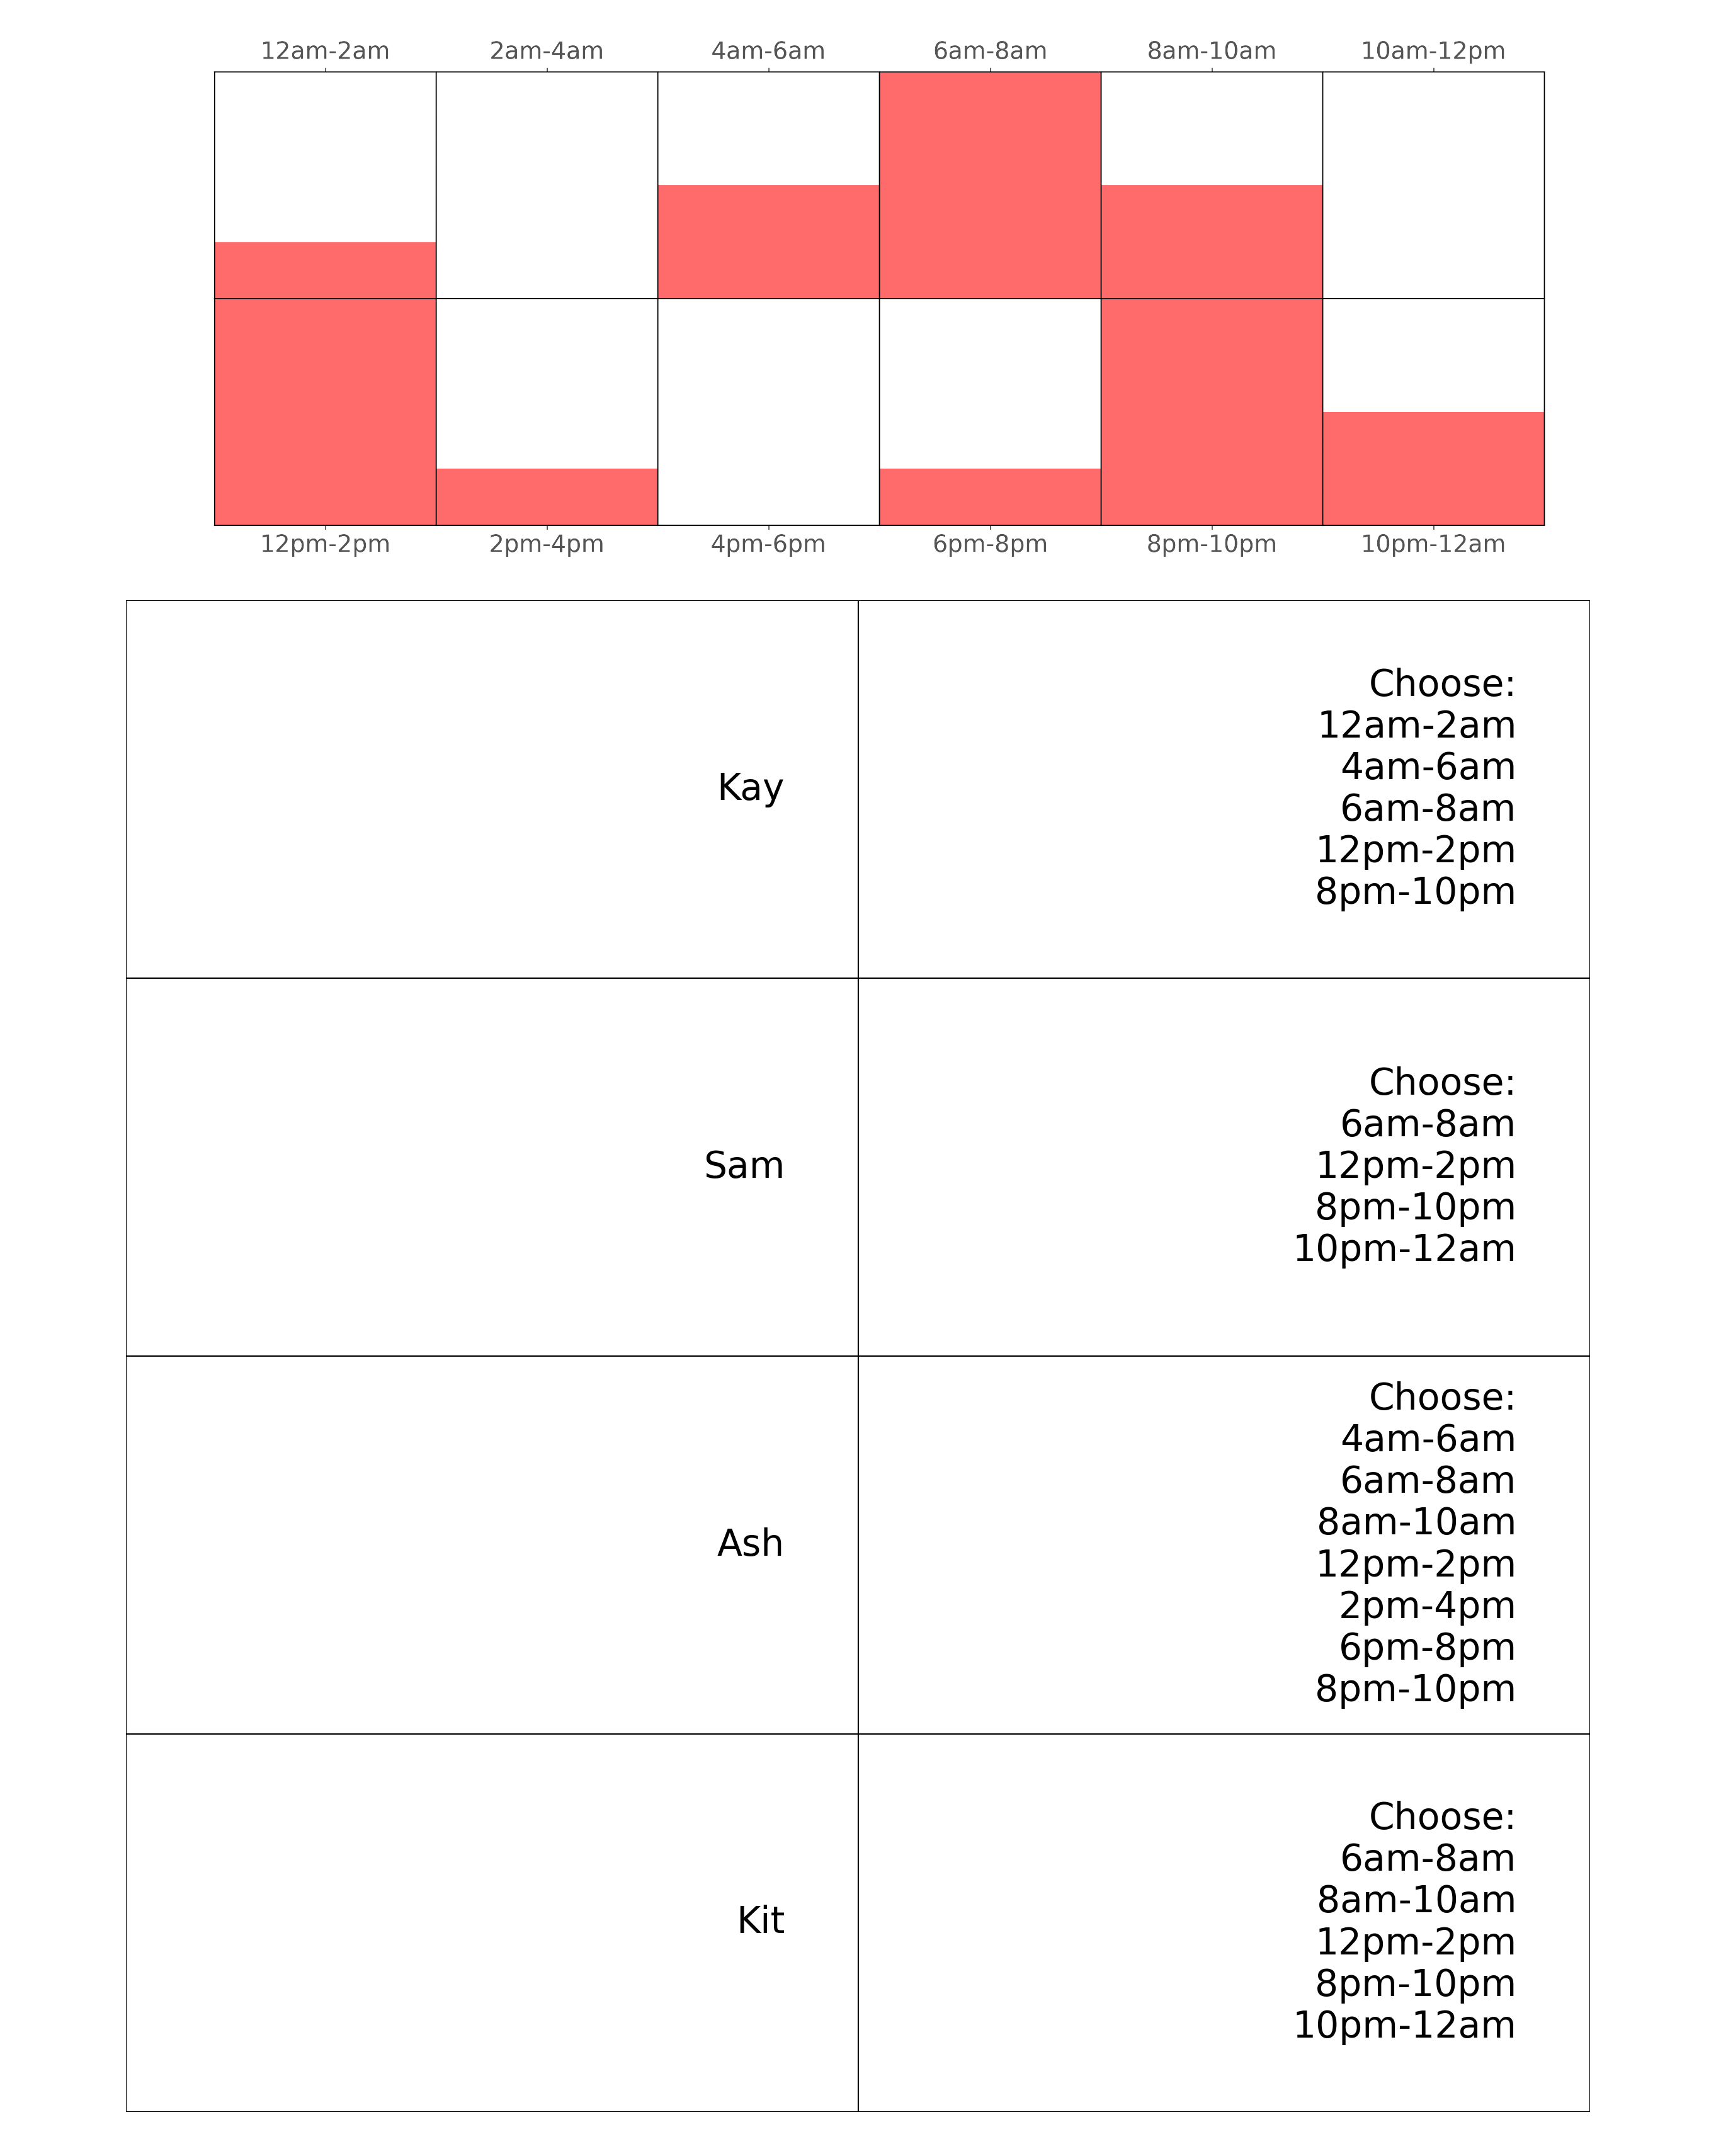 12am-2am 2am-4am 4am-6am 6am-8am 8am-10am 10am-12pm
12pm-2pm 2pm-4pm 4pm-6pm 6pm-8pm 8pm-10pm 10pm-12am
Kay
Choose:
12am-2am
4am-6am
6am-8am
12pm-2pm
8pm-10pm
Sam
Choose:
6am-8am
12pm-2pm
8pm-10pm
10pm-12am
Ash
Choose:
4am-6am
6am-8am
8am-10am
12pm-2pm
2pm-4pm
6pm-8pm
8pm-10pm
Kit
Choose:
6am-8am
8am-10am
12pm-2pm
8pm-10pm
10pm-12am